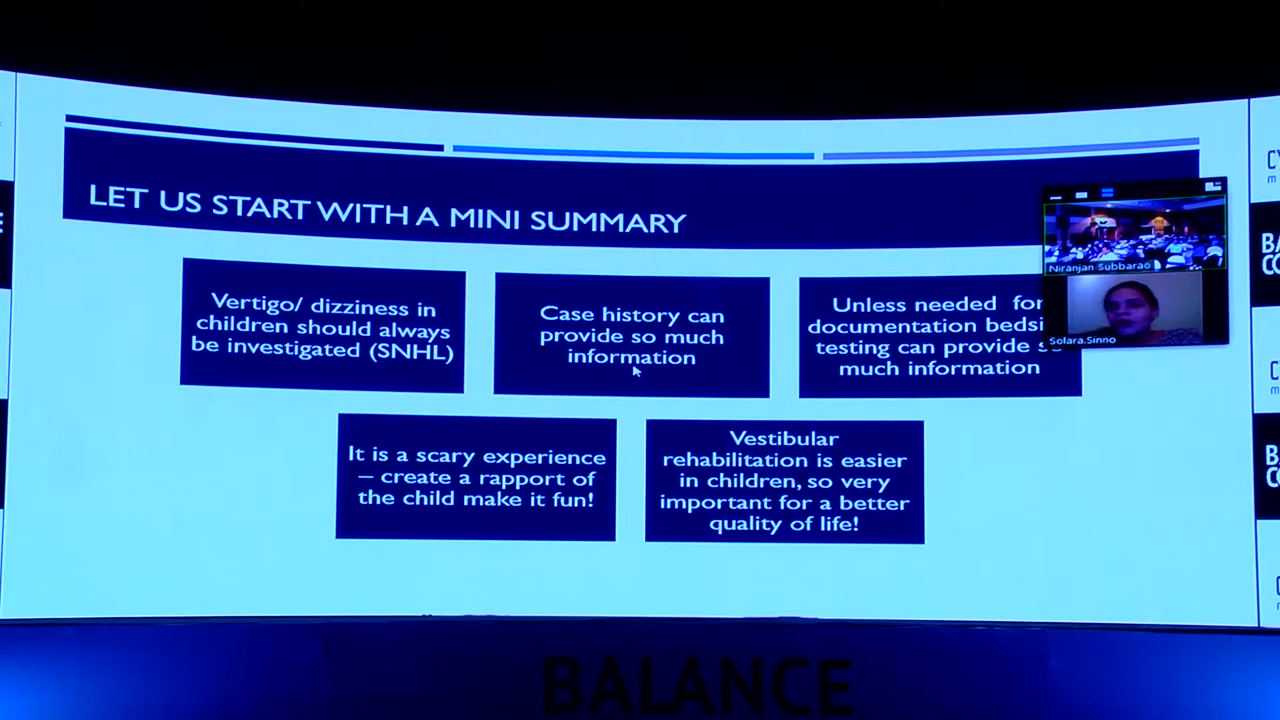 LET US START WITH A MINI SUMMARY
Niranjan Subbarao
Solara.Sinno
Vertigo/ dizziness in
children should always
be investigated (SNHL)
Case history can
provide so much
information
Unless needed for
documentation
testing can provide
much information
It is a scary experience
– create a rapport of
the child make it fun!
Vestibular
rehabilitation is easier
in children, so very
important for a better
quality of life!
BALANCE